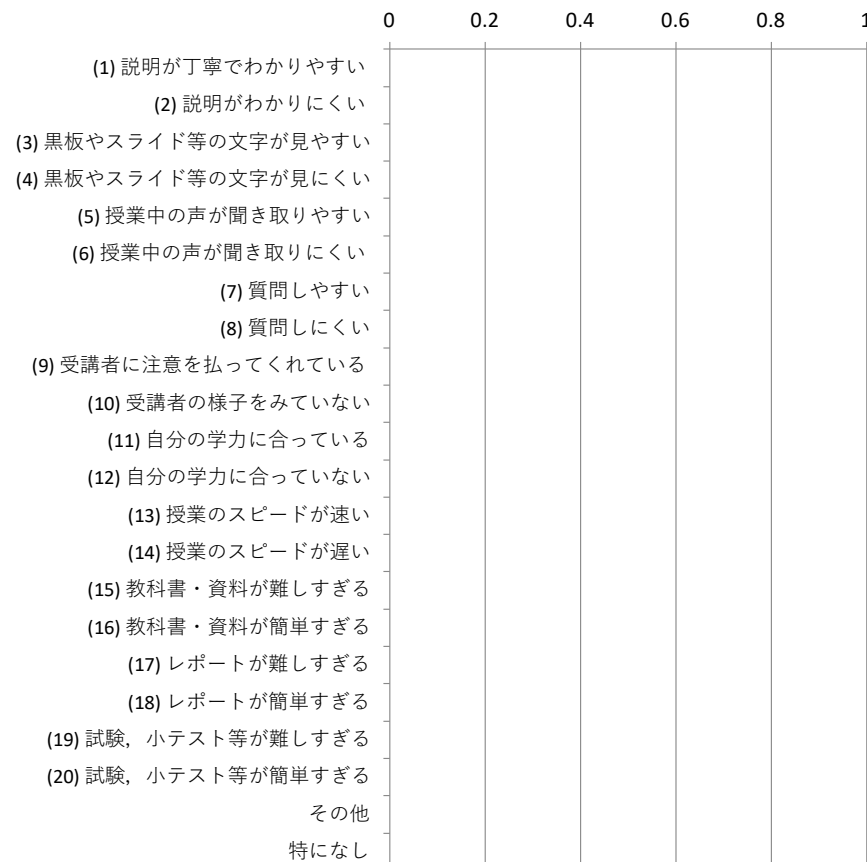 0 0.2 0.4 0.6 0.8 1
(1) 説明が丁寧でわかりやすい
(2) 説明がわかりにくい
(3) 黒板やスライド等の文字が見やすい
(4) 黒板やスライド等の文字が見にくい
(5) 授業中の声が聞き取りやすい
(6) 授業中の声が聞き取りにくい
(7) 質問しやすい
(8) 質問しにくい
(9) 受講者に注意を払ってくれている
(10) 受講者の様子をみていない
(11) 自分の学力に合っている
(12) 自分の学力に合っていない
(13) 授業のスピードが速い
(14) 授業のスピードが遅い
(15) 教科書・資料が難しすぎる
(16) 教科書・資料が簡単すぎる
(17) レポートが難しすぎる
(18) レポートが簡単すぎる
(19) 試験，小テスト等が難しすぎる
(20) 試験，小テスト等が簡単すぎる
その他
特になし